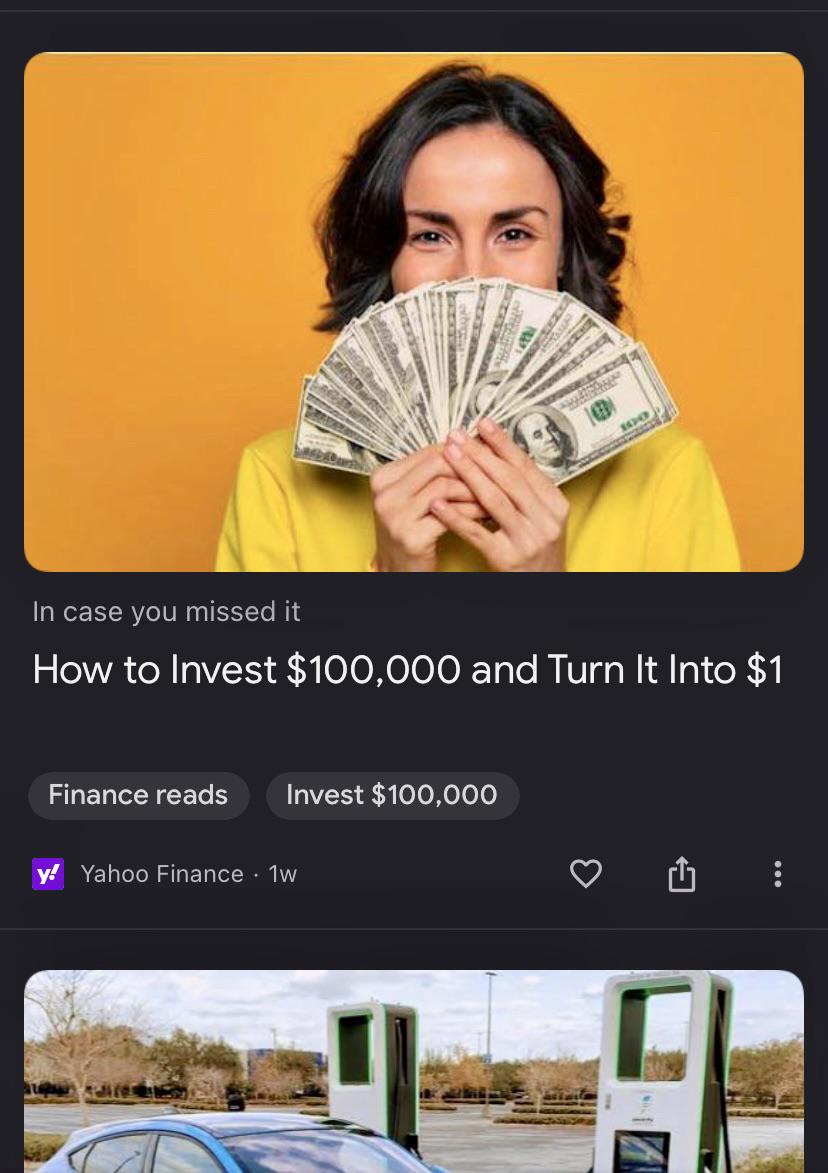 In case you missed it
How to Invest $100,000 and Turn It Into $1
Finance reads
Invest $100,000
y!
Yahoo Finance · 1w
100